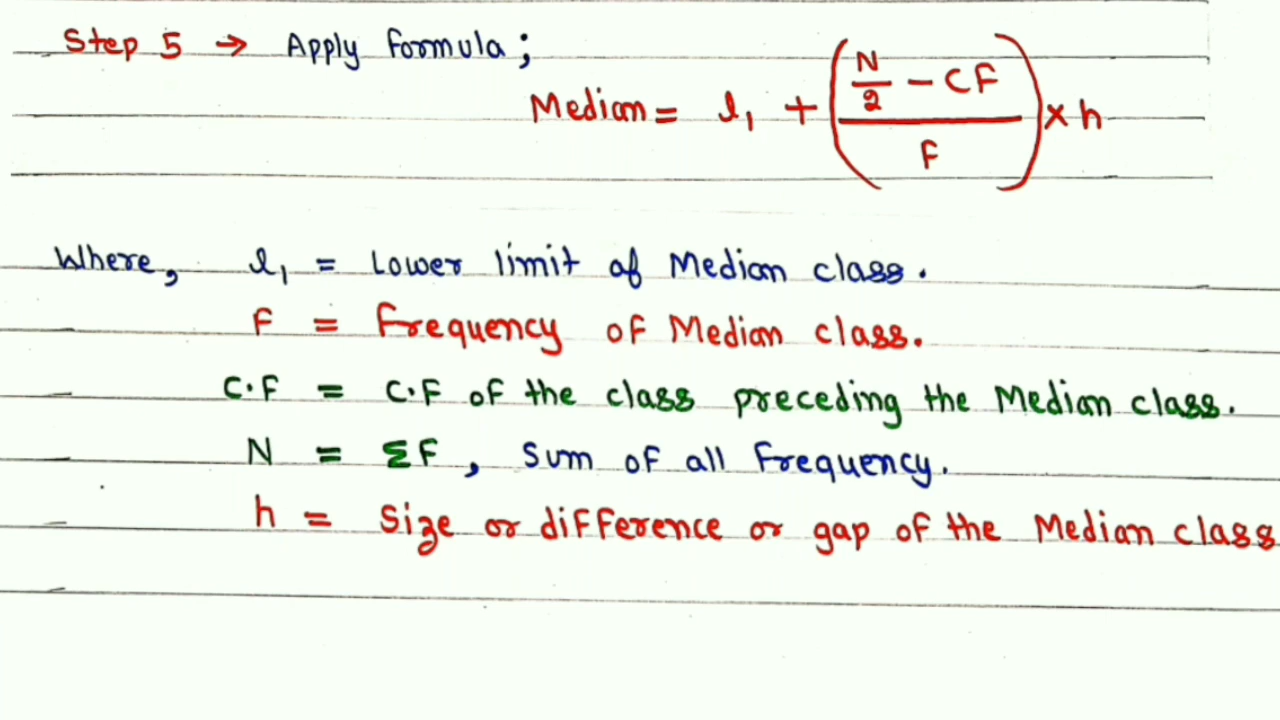 Step 5 → Apply formula;
Median = l₁ + ((N/2 - CF)/F) × h
Where, l₁ = Lower limit of Median class.
F = Frequency of Median class.
C.F = C.F of the class preceding the Median class.
N = ΣF, Sum of all Frequency.
h = Size or difference or gap of the Median class